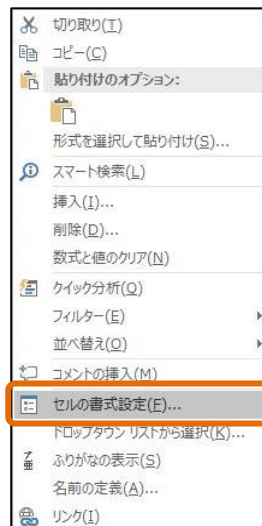 切り取り(T)
コピー(C)
貼り付けのオプション:
形式を選択して貼り付け(S)...
スマート検索(L)
挿入(I)...
削除(D)...
数式と値のクリア(N)
クイック分析(Q)
フィルター(E)
並べ替え(O)
コメントの挿入(M)
セルの書式設定(F)...
ドロップダウン リストから選択(K)...
ふりがなの表示(S)
名前の定義(A)...
リンク(I)